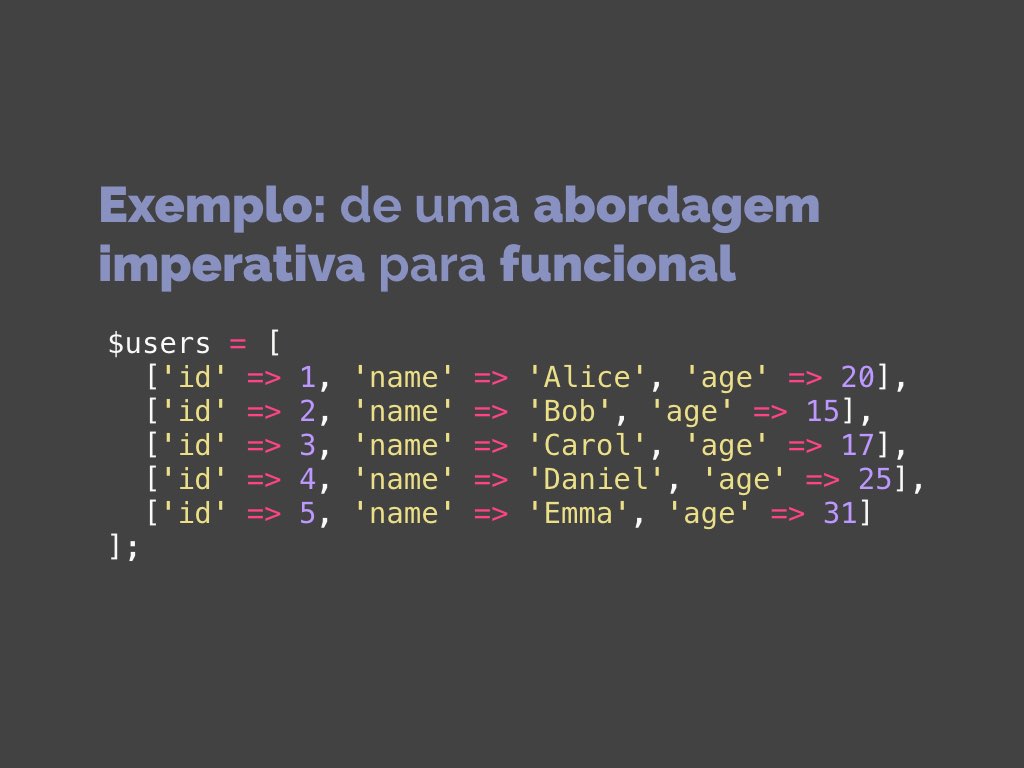 Exemplo: de uma abordagem
imperativa para funcional
$users = [
  ['id' => 1, 'name' => 'Alice', 'age' => 20],
  ['id' => 2, 'name' => 'Bob', 'age' => 15],
  ['id' => 3, 'name' => 'Carol', 'age' => 17],
  ['id' => 4, 'name' => 'Daniel', 'age' => 25],
  ['id' => 5, 'name' => 'Emma', 'age' => 31]
];